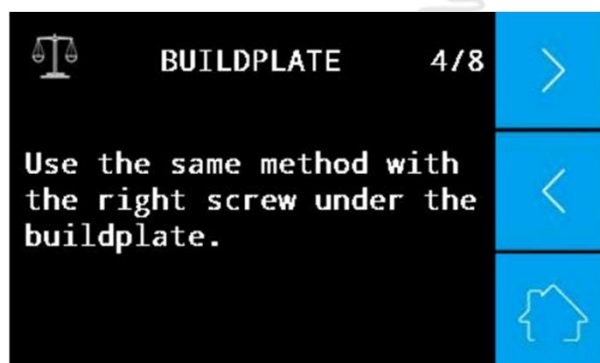 BUILDPLATE 4/8
Use the same method with
the right screw under the
buildplate.